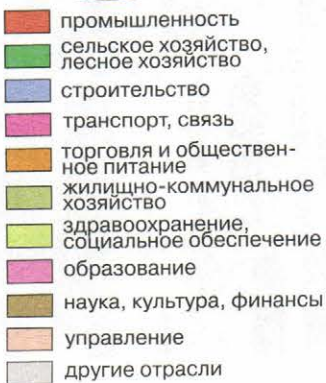 промышленность
сельское хозяйство,
лесное хозяйство
строительство
транспорт, связь
торговля и обществен-
ное питание
жилищно-коммунальное
хозяйство
здравоохранение,
социальное обеспечение
образование
наука, культура, финансы
управление
другие отрасли